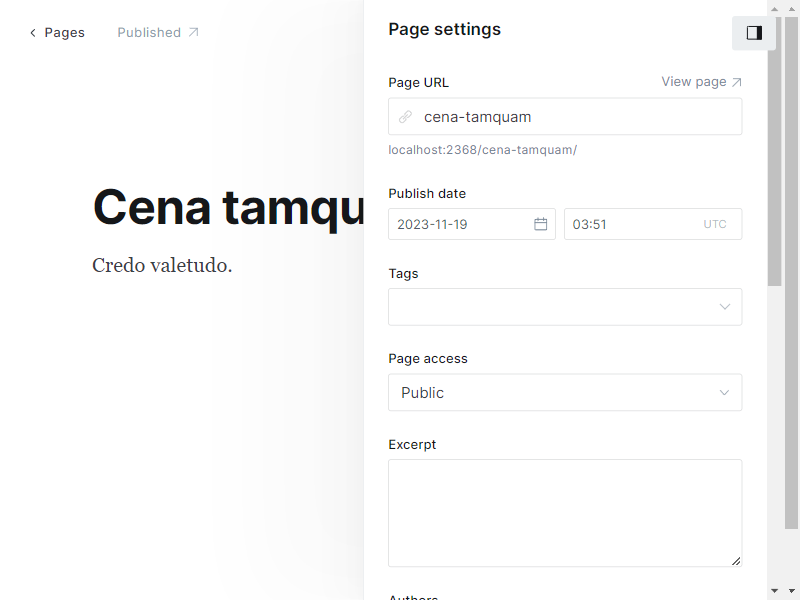 Pages
Published
Page settings
Page URL
View page
cena-tamquam
localhost:2368/cena-tamquam/
Publish date
2023-11-19
03:51
UTC
Cena tamqu
Credo valetudo.
Tags
Page access
Public
Excerpt
Authors